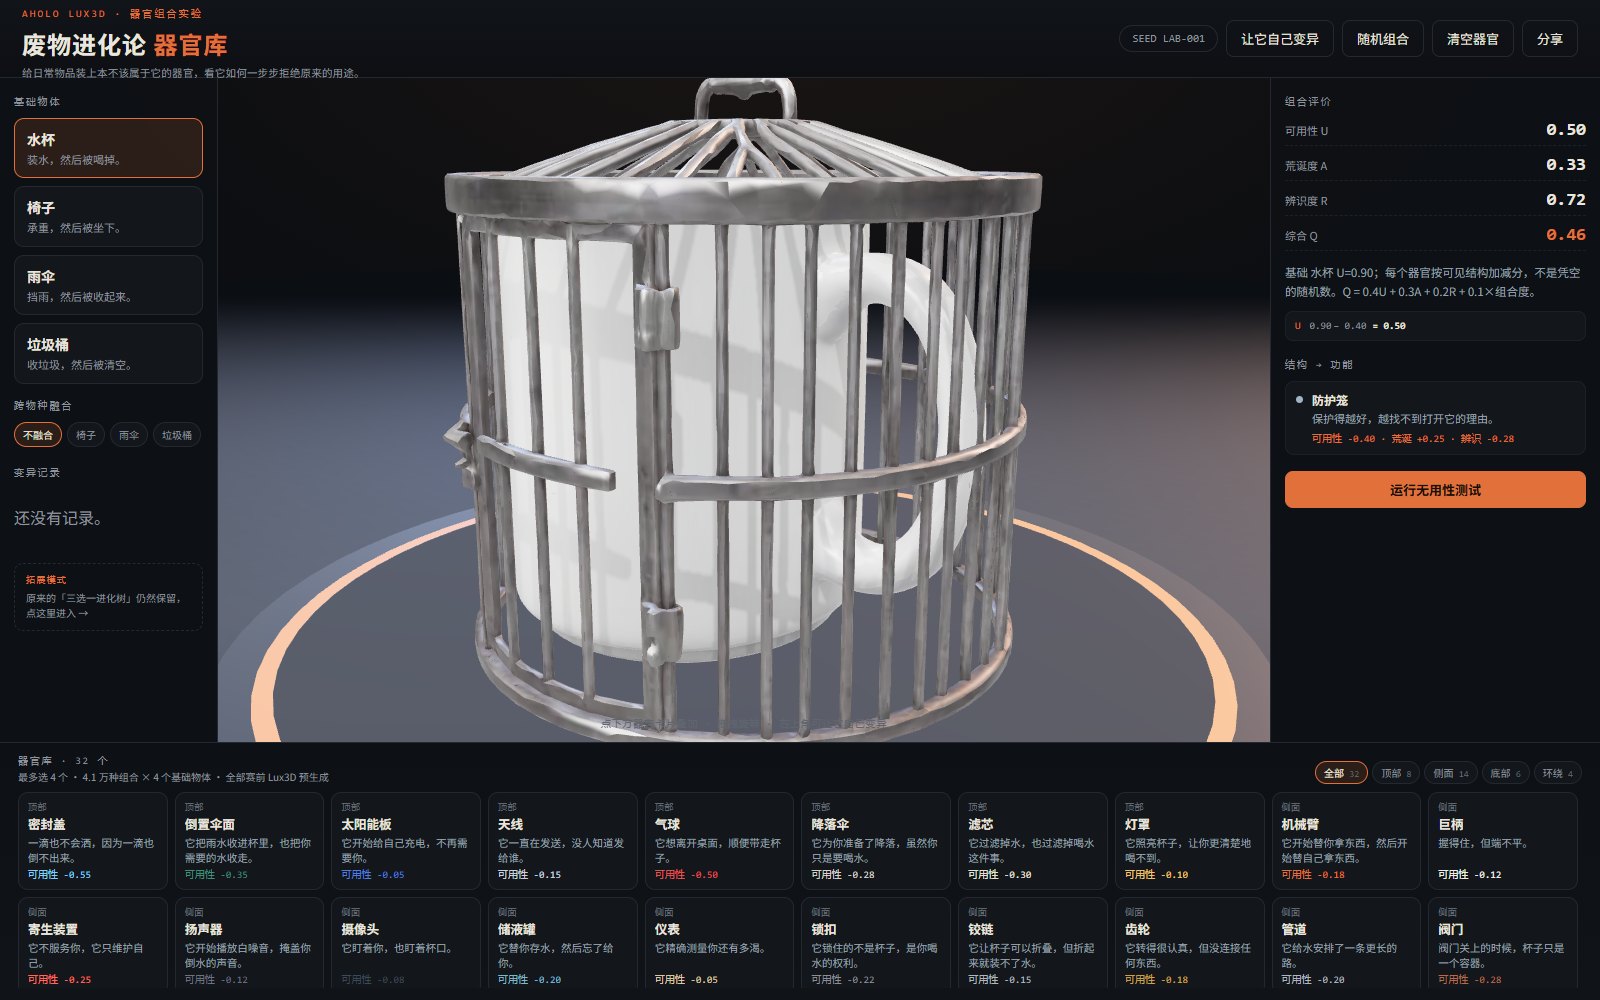 AHOLO LUX3D · 器官组合实验
废物进化论 器官库
给日常物品装上本不该属于它的器官，看它如何一步步拒绝原来的用途。
SEED LAB-001
让它自己变异
随机组合
清空器官
分享
基础物体
水杯
装水，然后被喝掉。
椅子
承重，然后被坐下。
雨伞
挡雨，然后被收起来。
垃圾桶
收垃圾，然后被清空。
跨物种融合
不融合 椅子 雨伞 垃圾桶
变异记录
还没有记录。
拓展模式
原来的「三选一进化树」仍然保留，
点这里进入 →
组合评价
可用性 U 0.50
荒诞度 A 0.33
辨识度 R 0.72
综合 Q 0.46
基础 水杯 U=0.90；每个器官按可见结构加减分，不是凭空
的随机数。Q = 0.4U + 0.3A + 0.2R + 0.1×组合度。
U 0.90 − 0.40 = 0.50
结构 → 功能
防护笼
保护得越好，越找不到打开它的理由。
可用性 -0.40 · 荒诞 +0.25 · 辨识 -0.28
运行无用性测试
器官库 · 32 个
最多选 4 个 · 4.1 万种组合 × 4 个基础物体 · 全部赛前 Lux3D 预生成
全部 32 顶部 8 侧面 14 底部 6 环绕 4
顶部
密封盖
一滴也不会洒，因为一滴也
倒不出来。
可用性 -0.55
顶部
倒置伞面
它把雨水收进杯里，也把你
需要的水收走。
可用性 -0.35
顶部
太阳能板
它开始给自己充电，不再需
要你。
可用性 -0.05
顶部
天线
它一直在发送，没人知道发
给谁。
可用性 -0.15
顶部
气球
它想离开桌面，顺便带走杯
子。
可用性 -0.50
顶部
降落伞
它为你准备了降落，虽然你
只是要喝水。
可用性 -0.28
顶部
滤芯
它过滤掉水，也过滤掉喝水
这件事。
可用性 -0.30
顶部
灯罩
它照亮杯子，让你更清楚地
喝不到。
可用性 -0.10
侧面
机械臂
它开始替你拿东西，然后开
始替自己拿东西。
可用性 -0.18
侧面
巨柄
握得住，但端不平。
可用性 -0.12
侧面
寄生装置
它不服务你，它只维护自
己。
可用性 -0.25
侧面
扬声器
它开始播放白噪音，掩盖你
倒水的声音。
可用性 -0.12
侧面
摄像头
它盯着你，也盯着杯口。
可用性 -0.08
侧面
储液罐
它替你存水，然后忘了给
你。
可用性 -0.20
侧面
仪表
它精确测量你还有多渴。
可用性 -0.05
侧面
锁扣
它锁住的不是杯子，是你喝
水的权利。
可用性 -0.22
侧面
铰链
它让杯子可以折叠，但折起
来就装不了水。
可用性 -0.15
侧面
齿轮
它转得很认真，但没连接任
何东西。
可用性 -0.18
侧面
管道
它给水安排了一条更长的
路。
可用性 -0.20
侧面
阀门
阀门关上的时候，杯子只是
一个容器。
可用性 -0.28